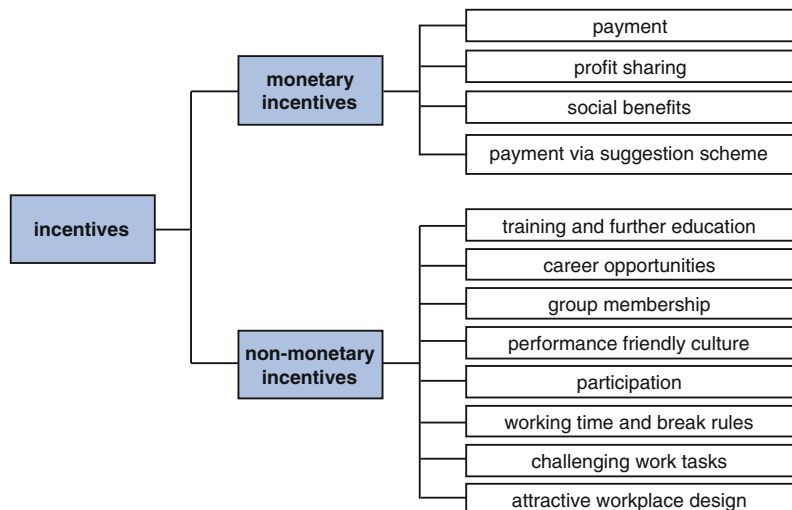 incentives
monetary
incentives
payment
profit sharing
social benefits
payment via suggestion scheme
non-monetary
incentives
training and further education
career opportunities
group membership
performance friendly culture
participation
working time and break rules
challenging work tasks
attractive workplace design